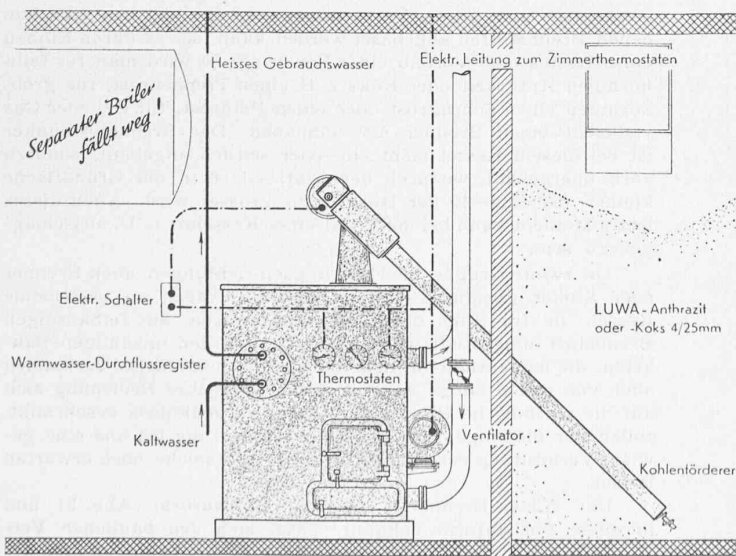 Heisses Gebrauchswasser
Elektr. Leitung zum Zimmerthermostaten
Separater Boiler
fällt weg!
Elektr. Schalter
LUWA-Anthrazit
oder -Koks 4/25mm
Warmwasser-Durchflussregister
Thermostaten
Kaltwasser
Ventilator
Kohlenförderer